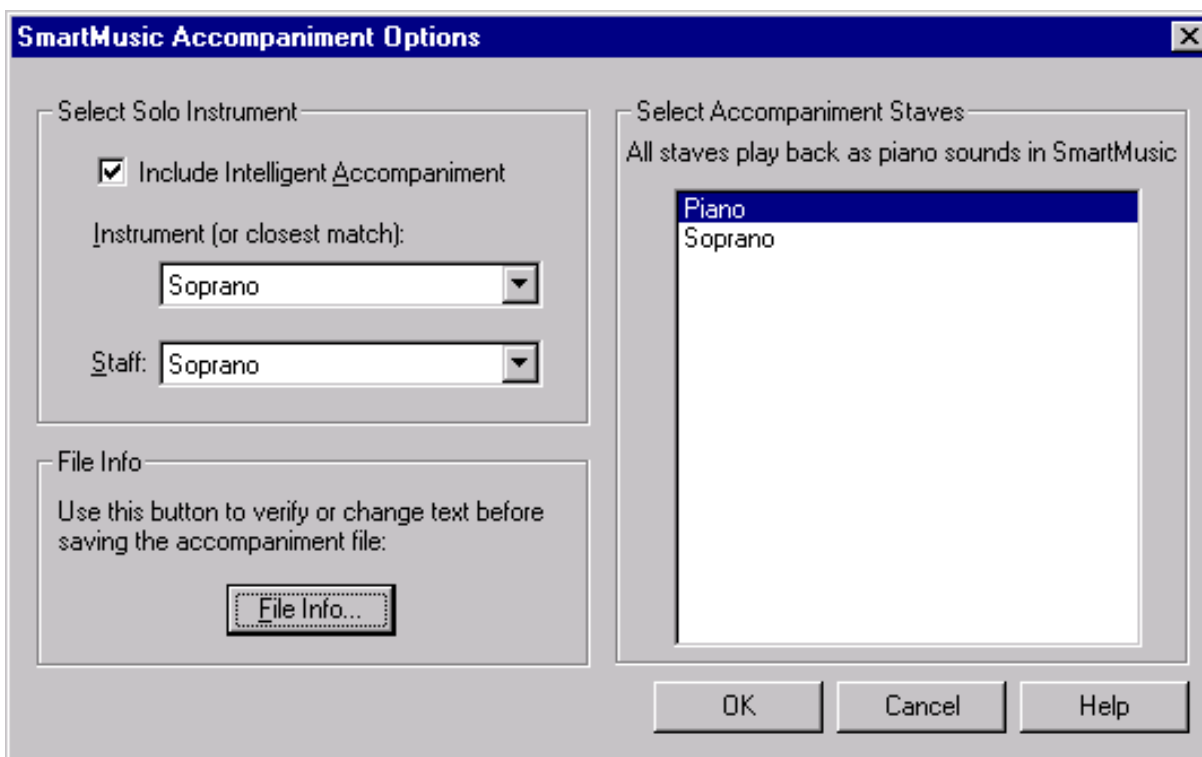 SmartMusic Accompaniment Options
Select Solo Instrument
Include Intelligent Accompaniment
Instrument (or closest match):
Soprano
Staff: Soprano
File Info
Use this button to verify or change text before
saving the accompaniment file:
File Info...
Select Accompaniment Staves
All staves play back as piano sounds in SmartMusic
Piano
Soprano
OK
Cancel
Help